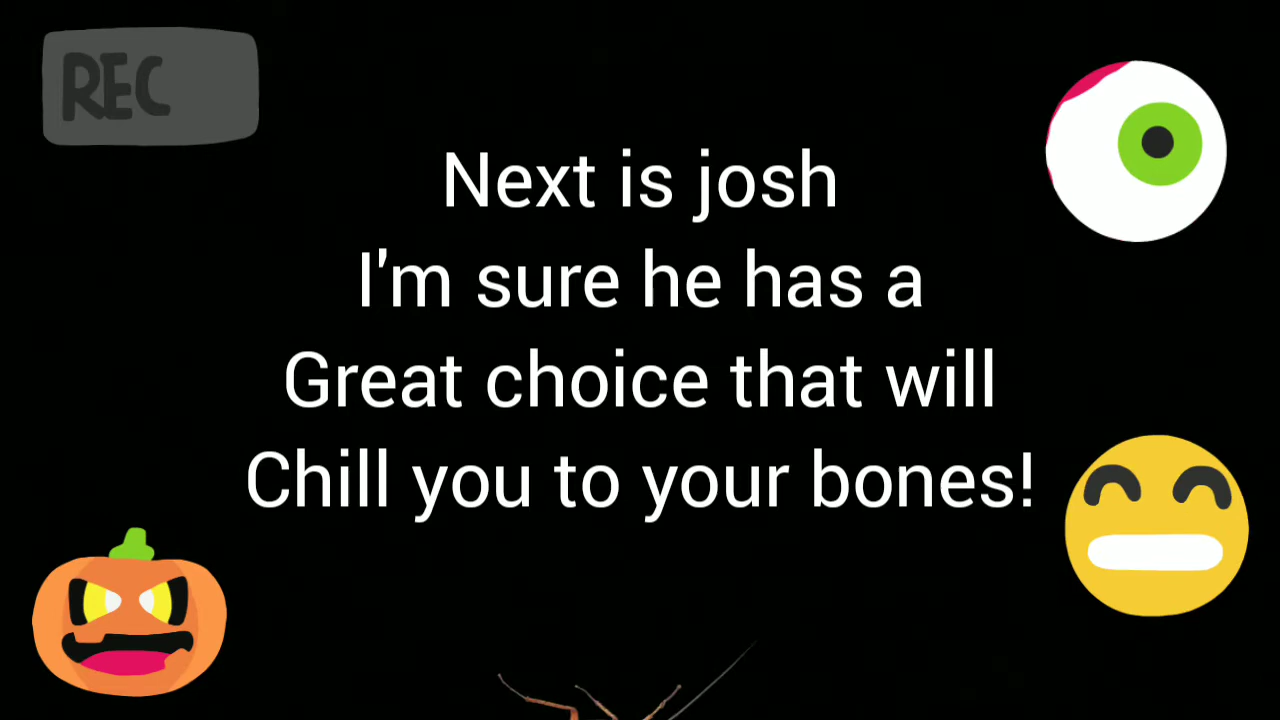 REC
Next is josh
I'm sure he has a
Great choice that will
Chill you to your bones!